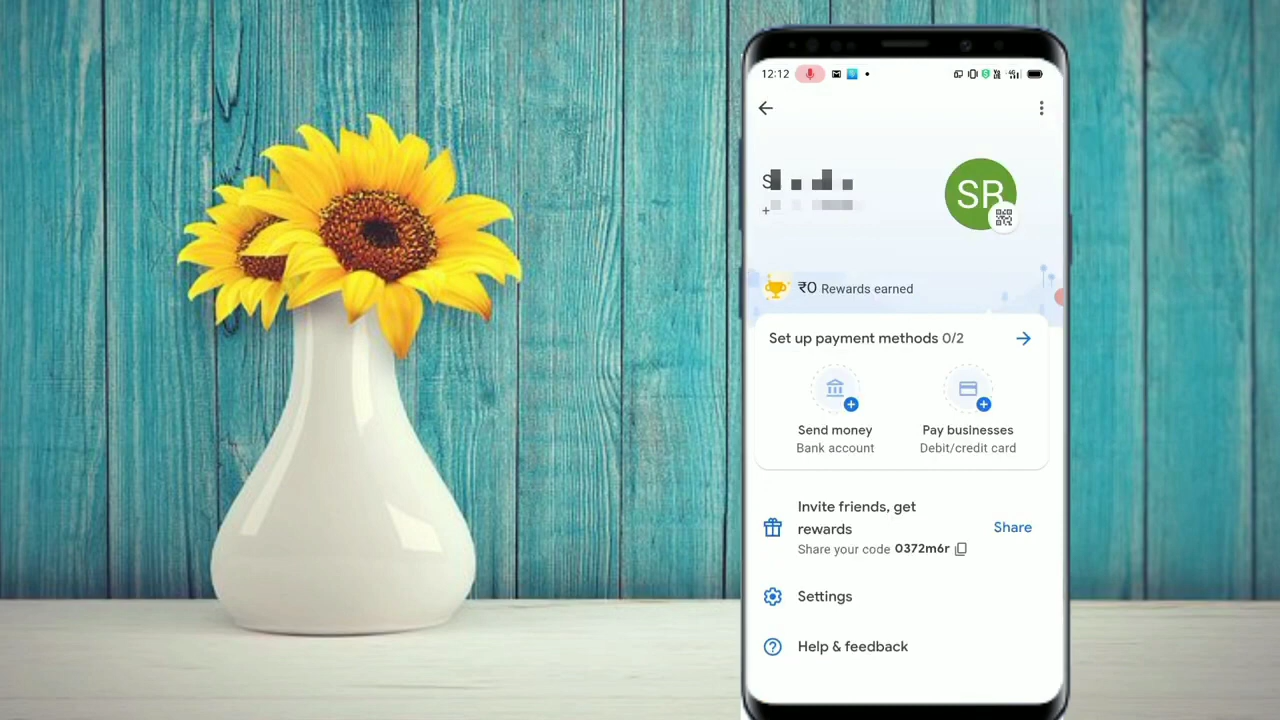 12:12
SB
₹0 Rewards earned
Set up payment methods 0/2
Send money
Bank account
Pay businesses
Debit/credit card
Invite friends, get
rewards
Share your code 0372m6r
Share
Settings
Help & feedback